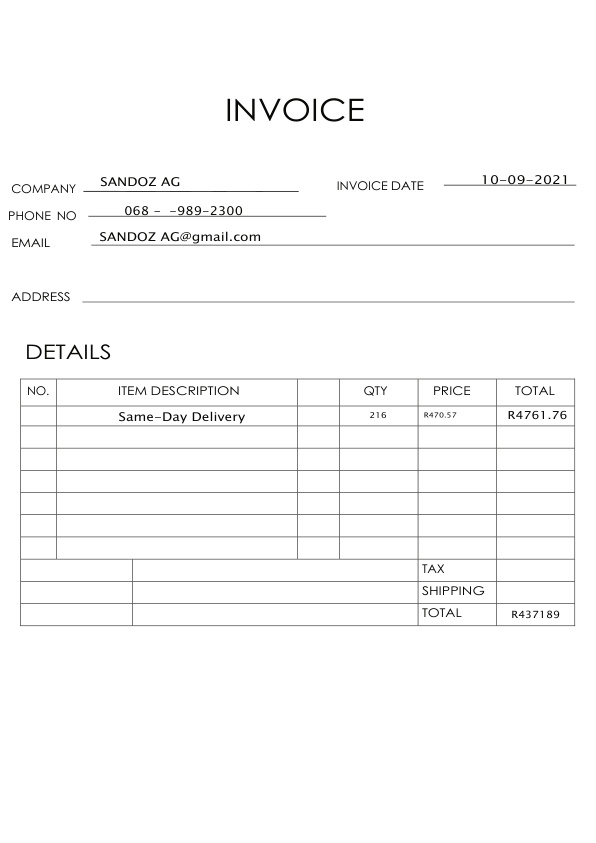 INVOICE
COMPANY SANDOZ AG INVOICE DATE 10-09-2021
PHONE NO 068 - -989-2300
EMAIL SANDOZ AG@gmail.com
ADDRESS
DETAILS
NO. ITEM DESCRIPTION QTY PRICE TOTAL
Same-Day Delivery 216 R470.57 R4761.76
TAX
SHIPPING
TOTAL R437189